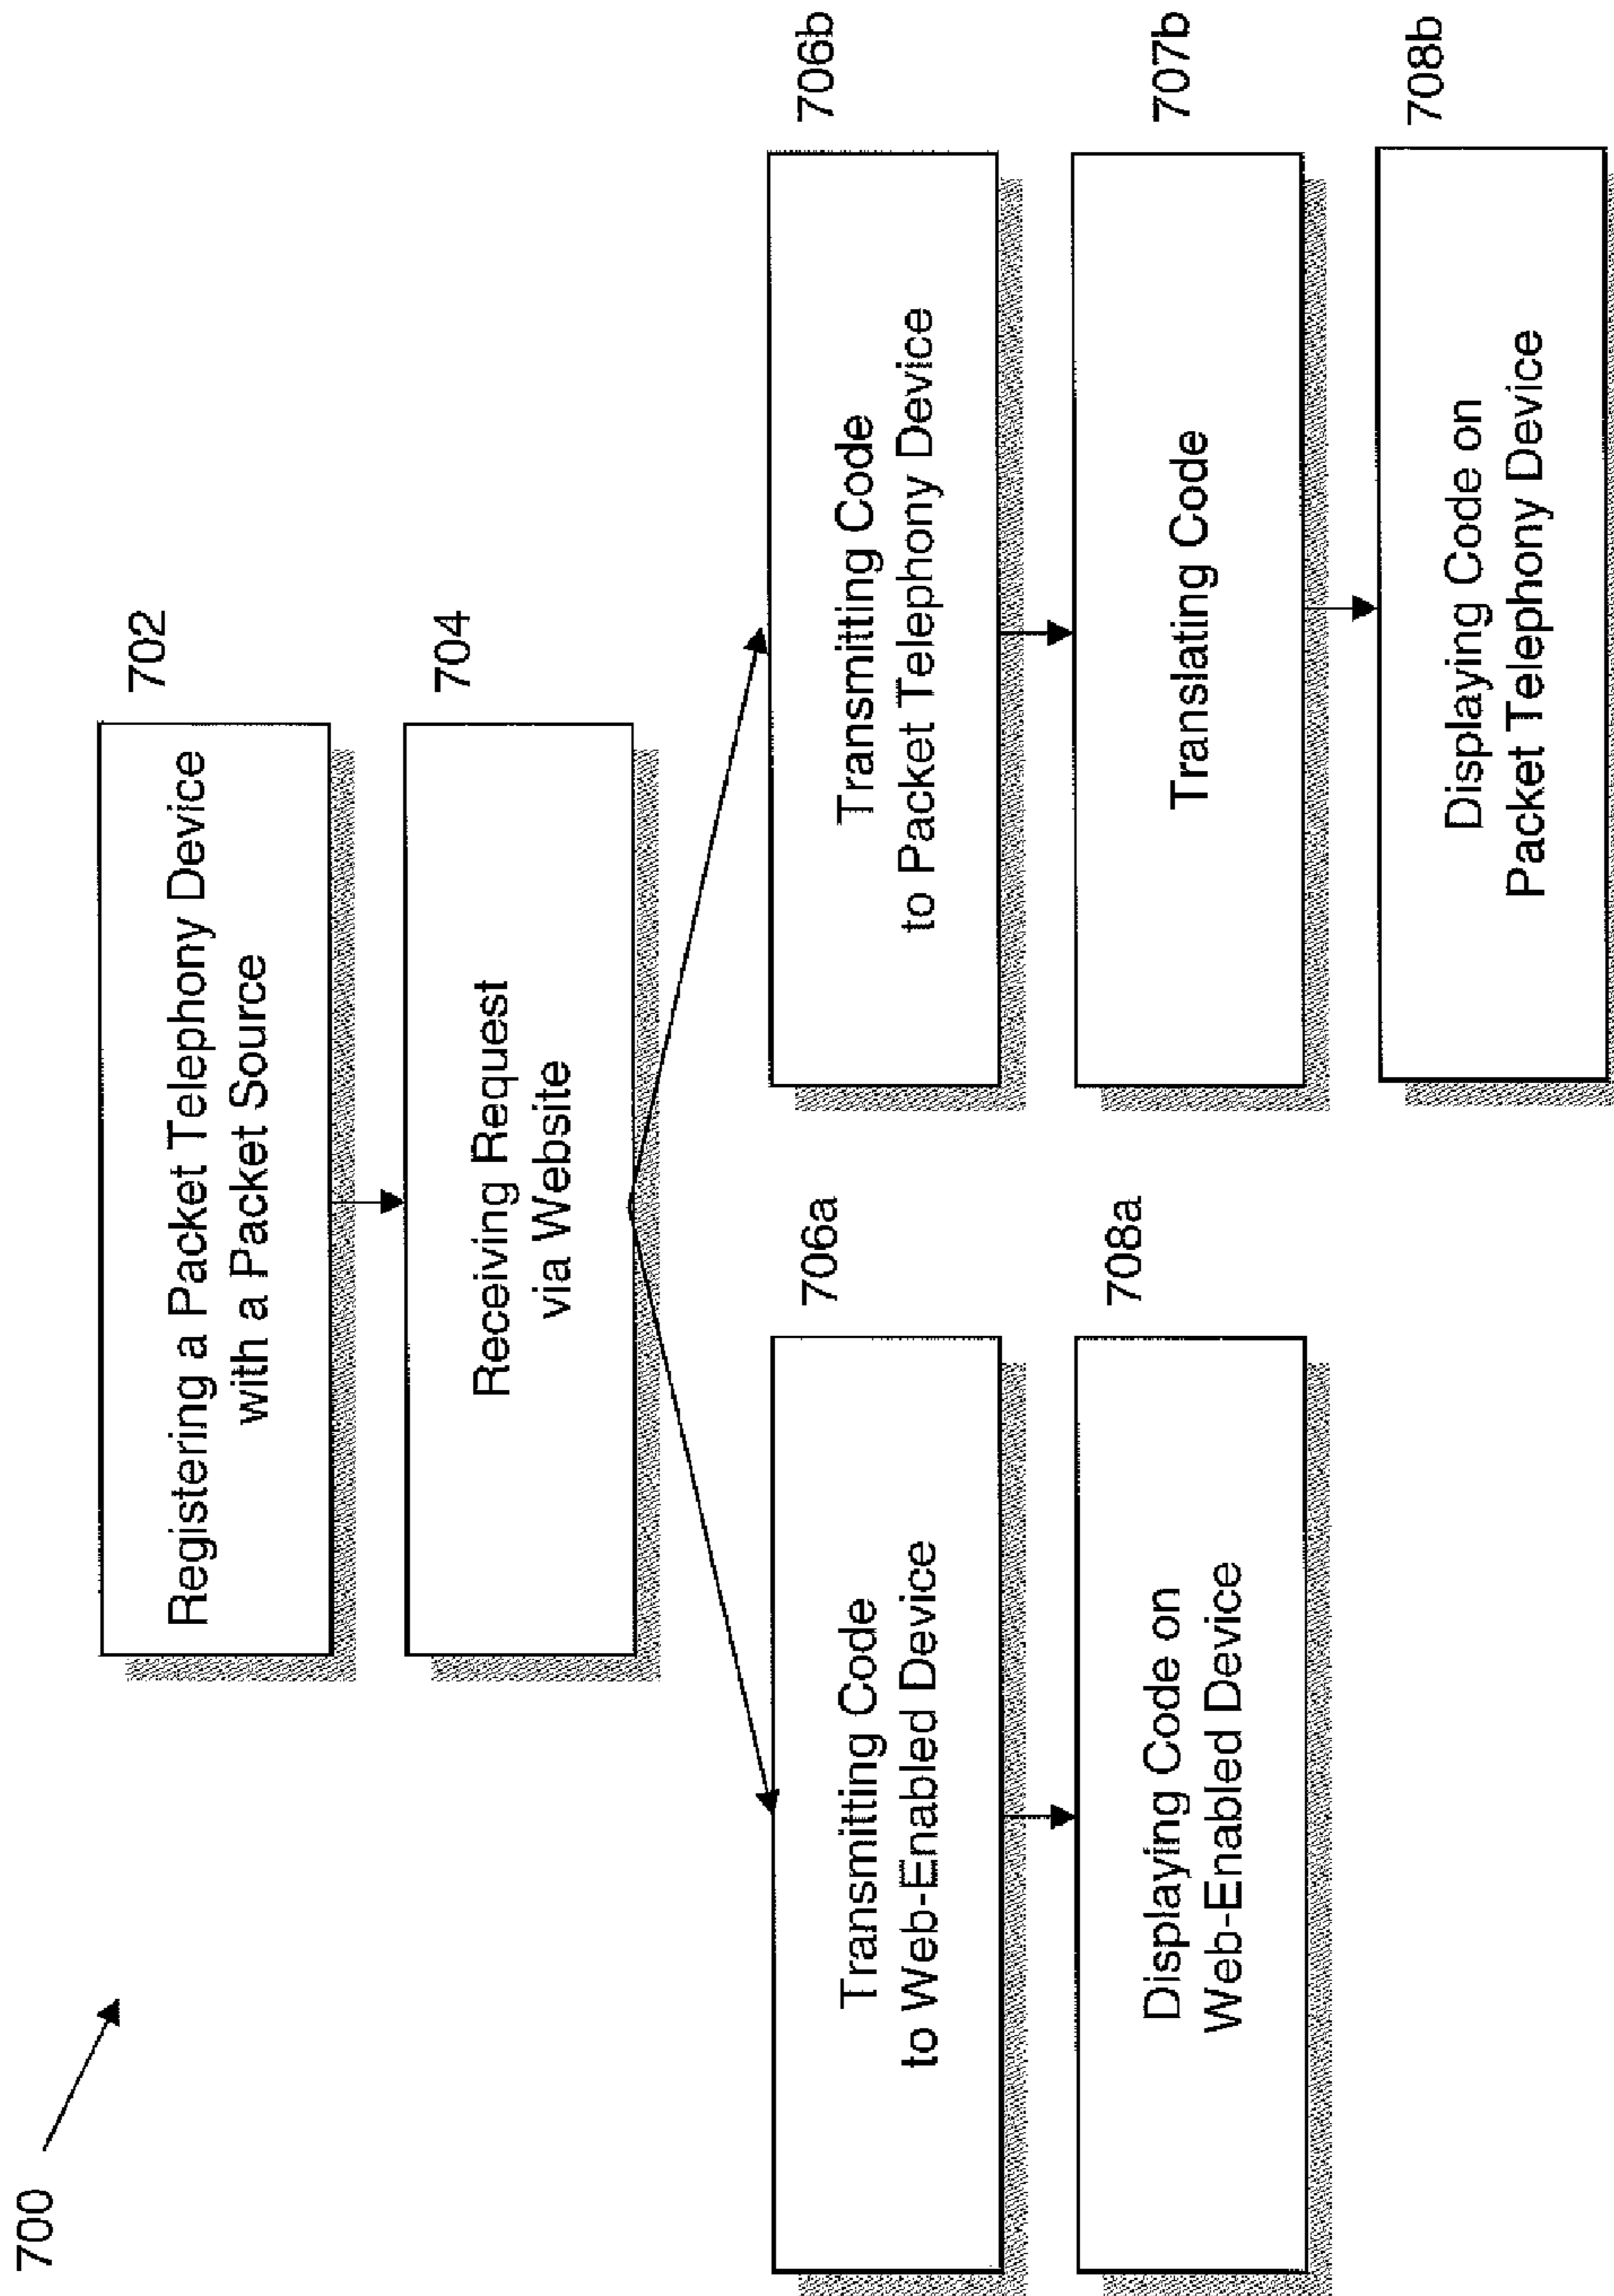 700
Registering a Packet Telephony Device
with a Packet Source
702
Receiving Request
via Website
704
Transmitting Code
to Web-Enabled Device
706a
Displaying Code on
Web-Enabled Device
708a
Transmitting Code
to Packet Telephony Device
706b
Translating Code
707b
Displaying Code on
Packet Telephony Device
708b